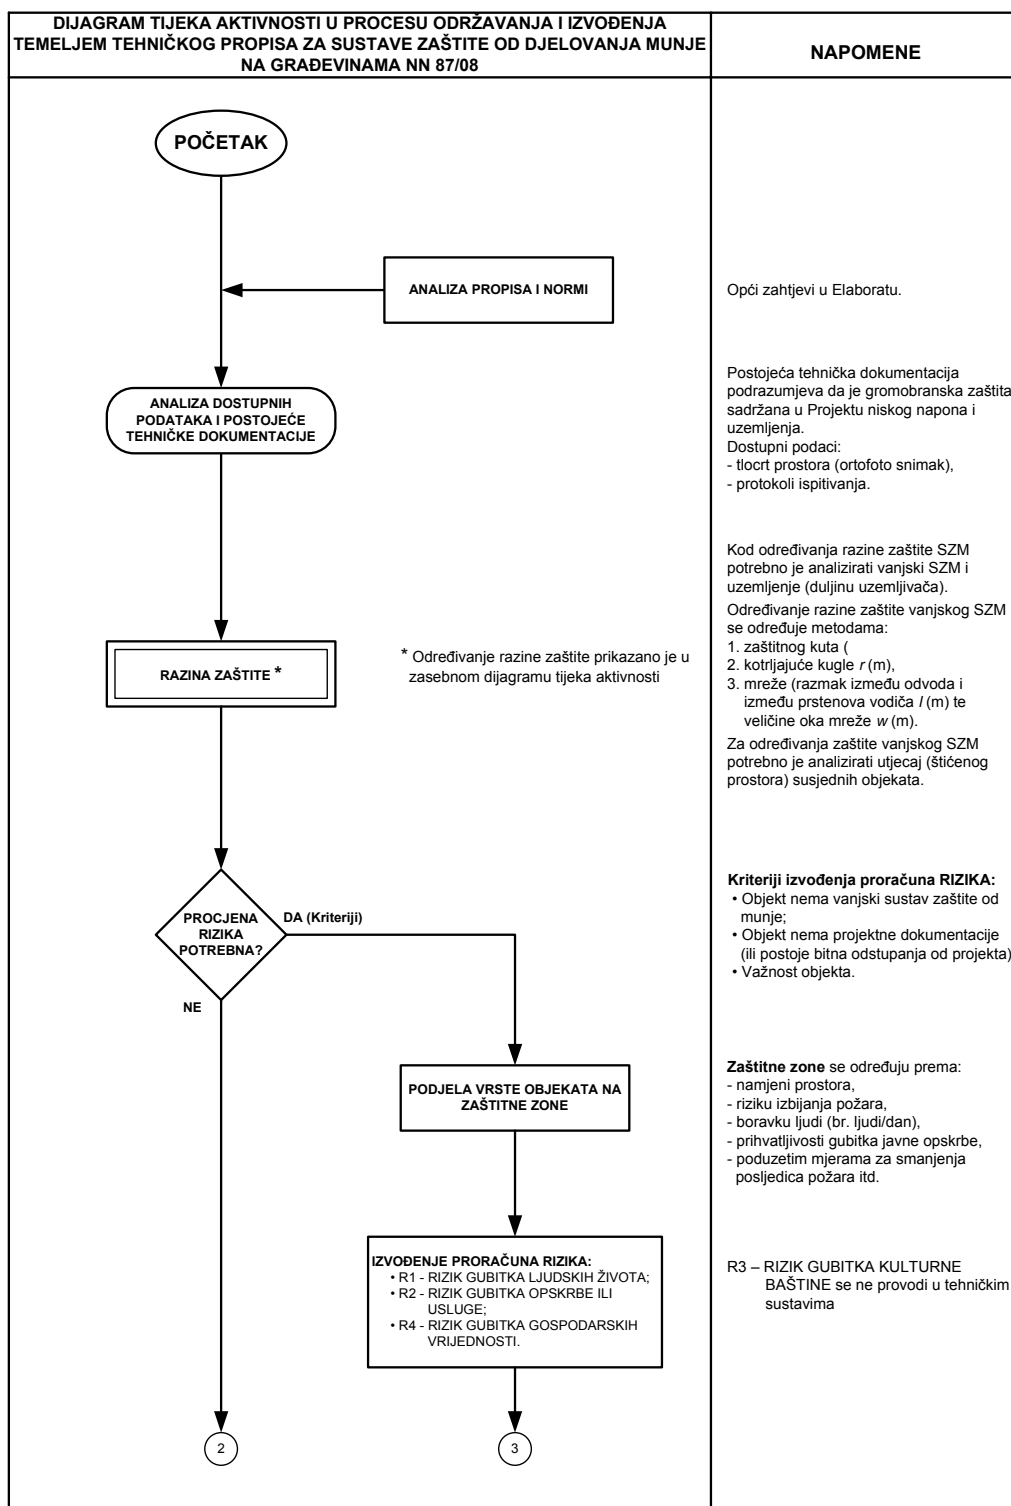 DIJAGRAM TIJEKA AKTIVNOSTI U PROCESU ODRŽAVANJA I IZVOĐENJA
TEMELJEM TEHNIČKOG PROPISA ZA SUSTAVE ZAŠTITE OD DJELOVANJA MUNJE
NA GRAĐEVINAMA NN 87/08
NAPOMENE
POČETAK
ANALIZA PROPISA I NORMI
Opći zahtjevi u Elaboratu.
ANALIZA DOSTUPNIH
PODATAKA I POSTOJEĆE
TEHNIČKE DOKUMENTACIJE
Postojeća tehnička dokumentacija
podrazumjeva da je gromobranska zaštita
sadržana u Projektu niskog napona i
uzemljenja.
Dostupni podaci:
- tlocrt prostora (ortofoto snimak),
- protokoli ispitivanja.
RAZINA ZAŠTITE *
* Određivanje razine zaštite prikazano je u
zasebnom dijagramu tijeka aktivnosti
Kod određivanja razine zaštite SZM
potrebno je analizirati vanjski SZM i
uzemljenje (duljinu uzemljivača).
Određivanje razine zaštite vanjskog SZM
se određuje metodama:
1. zaštitnog kuta (
2. kotrljajuće kugle r (m),
3. mreže (razmak između odvoda i
između prstenova vodiča l (m) te
veličine oka mreže w (m).
Za određivanja zaštite vanjskog SZM
potrebno je analizirati utjecaj (štićenog
prostora) susjednih objekata.
PROCJENA
RIZIKA
POTREBNA?
DA (Kriteriji)
NE
Kriteriji izvođenja proračuna RIZIKA:
• Objekt nema vanjski sustav zaštite od
munje;
• Objekt nema projektne dokumentacije
(ili postoje bitna odstupanja od projekta)
• Važnost objekta.
PODJELA VRSTE OBJEKATA NA
ZAŠTITNE ZONE
Zaštitne zone se određuju prema:
- namjeni prostora,
- riziku izbijanja požara,
- boravku ljudi (br. ljudi/dan),
- prihvatljivosti gubitka javne opskrbe,
- poduzetim mjerama za smanjenja
posljedica požara itd.
IZVOĐENJE PRORAČUNA RIZIKA:
• R1 - RIZIK GUBITKA LJUDSKIH ŽIVOTA;
• R2 - RIZIK GUBITKA OPSKRBE ILI
USLUGE;
• R4 - RIZIK GUBITKA GOSPODARSKIH
VRIJEDNOSTI.
R3 – RIZIK GUBITKA KULTURNE
BAŠTINE se ne provodi u tehničkim
sustavima
2
3